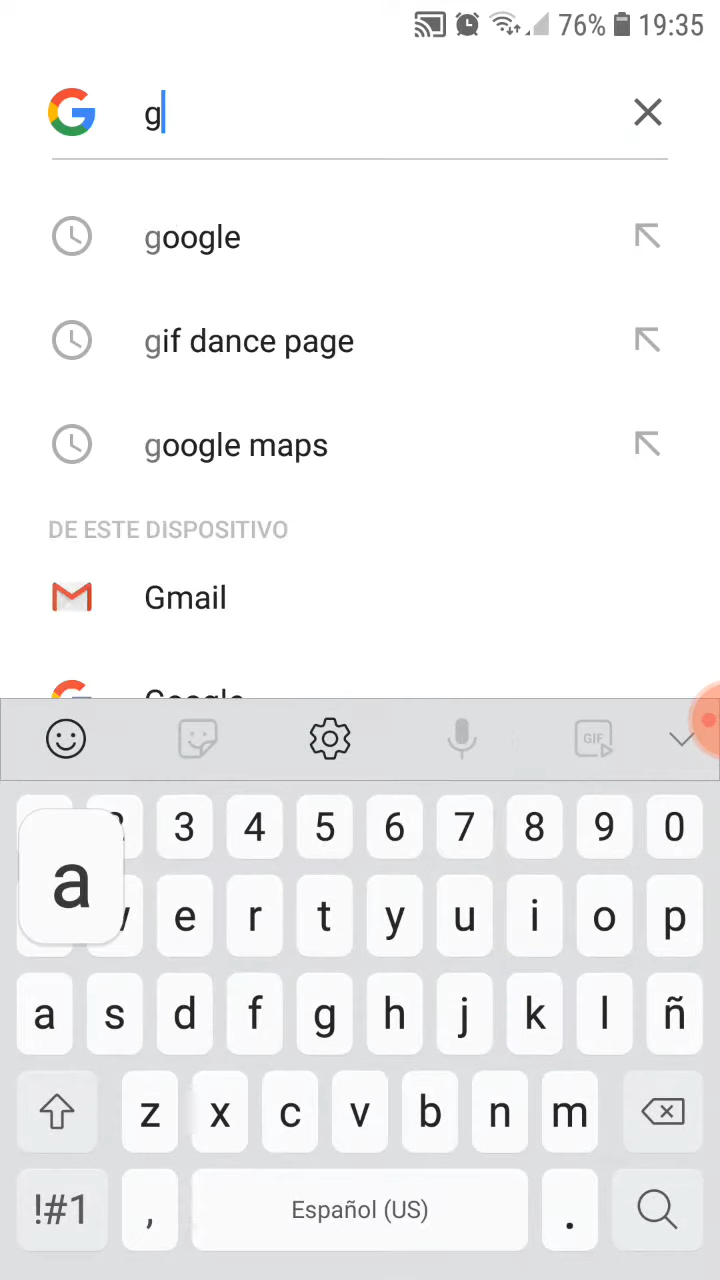 76% 19:35
g
google
gif dance page
google maps
DE ESTE DISPOSITIVO
Gmail
Google
GIF
3 4 5 6 7 8 9 0
a
e r t y u i o p
a s d f g h j k l ñ
z x c v b n m
!#1 , Español (US) .